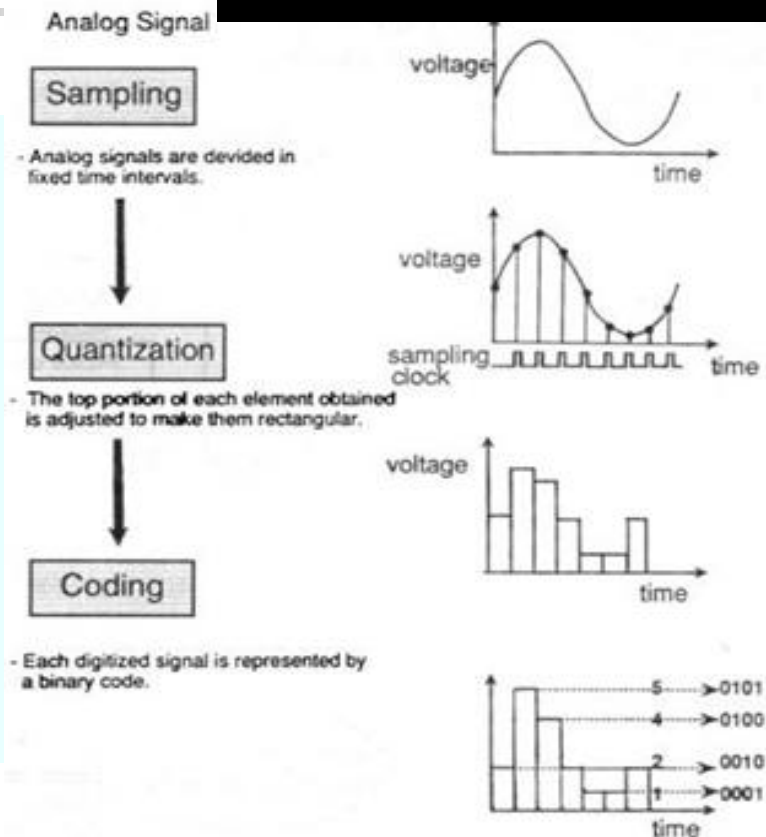 Analog Signal
voltage
Sampling
- Analog signals are devided in
fixed time intervals.
time
voltage
Quantization
sampling
clock
time
- The top portion of each element obtained
is adjusted to make them rectangular.
voltage
Coding
time
- Each digitized signal is represented by
a binary code.
5 0101
4 0100
2 0010
1 0001
time